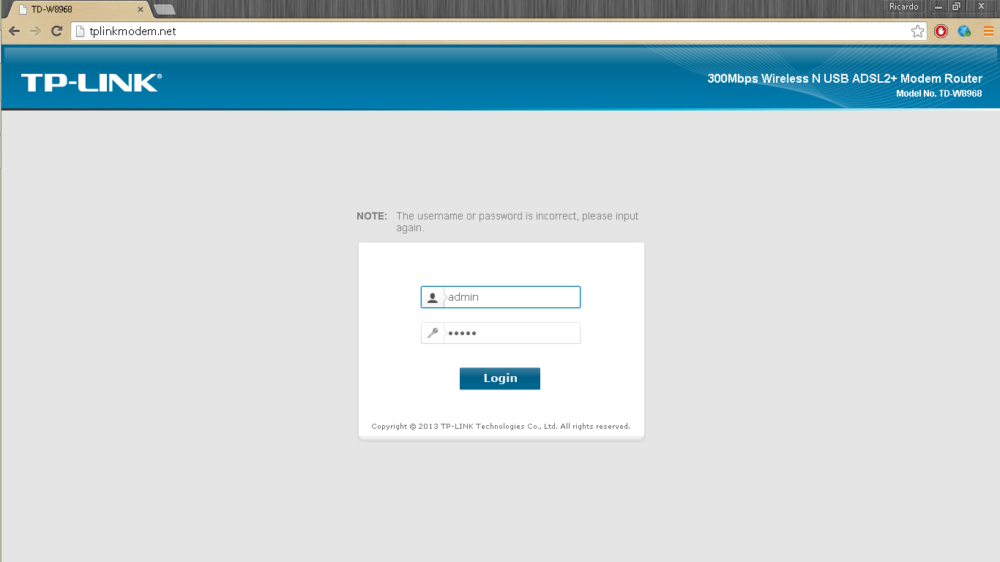 TD-W8968
Ricardo
tplinkmodem.net
TP-LINK®
300Mbps Wireless N USB ADSL2+ Modem Router
Model No. TD-W8968
NOTE: The username or password is incorrect, please input
again.
admin
•••••
Login
Copyright © 2013 TP-LINK Technologies Co., Ltd. All rights reserved.